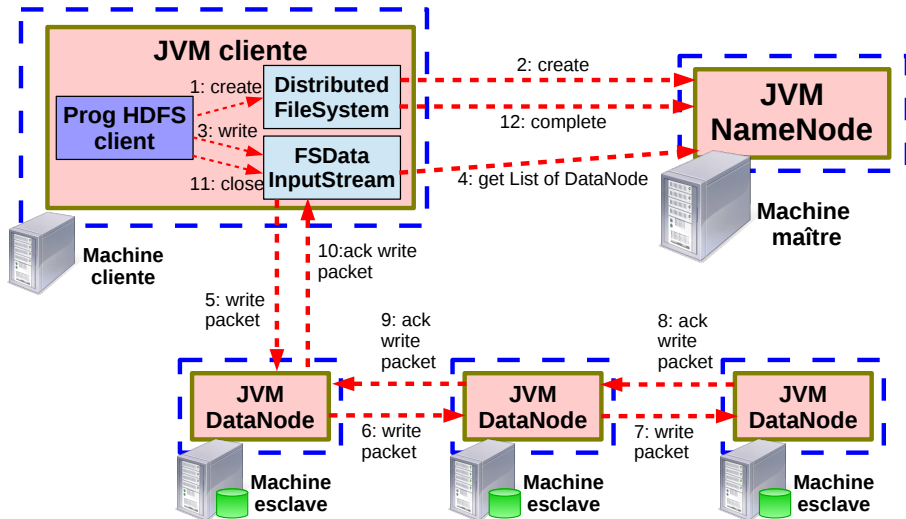 JVM cliente
Prog HDFS
client
1: create
3: write
11: close
Distributed
FileSystem
FSData
InputStream
2: create
12: complete
4: get List of DataNode
JVM
NameNode
Machine
maître
Machine
cliente
5: write
packet
10:ack write
packet
9: ack
write
packet
8: ack
write
packet
JVM
DataNode
6: write
packet
JVM
DataNode
7: write
packet
JVM
DataNode
Machine
esclave
Machine
esclave
Machine
esclave